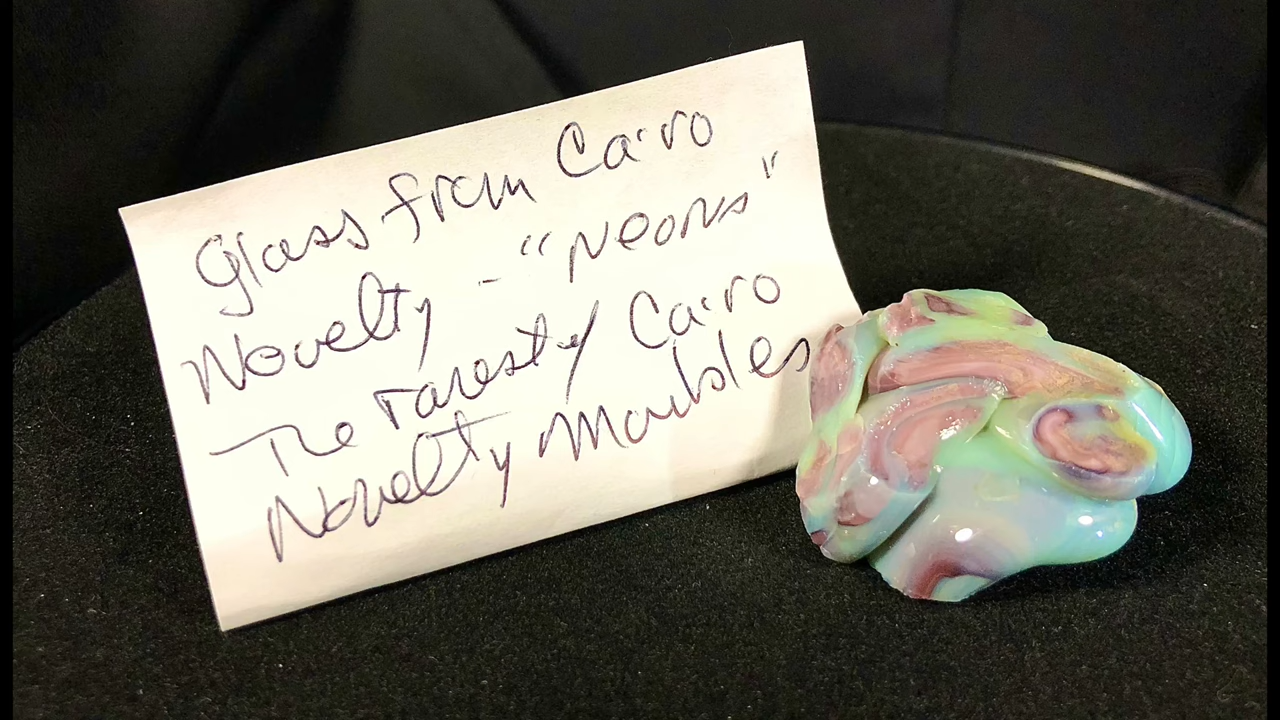 Glass from Cairo
Novelty - "NEONs"
The rarest of Cairo
Novelty Marbles